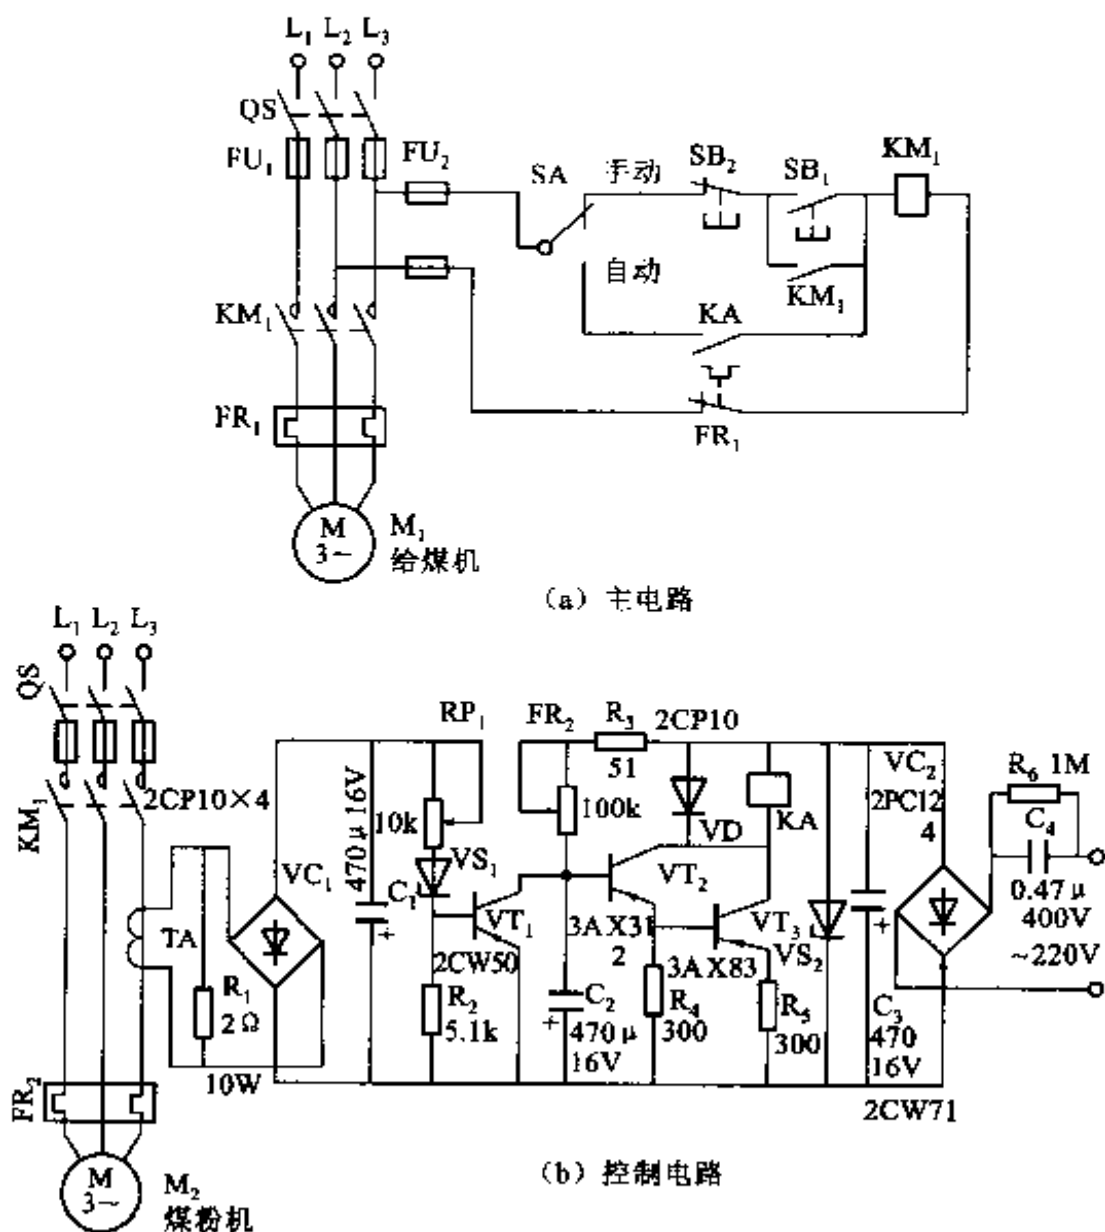 L₁ L₂ L₃
QS
FU₁
FU₂
SA
手动
SB₂
SB₁
KM₁
自动
KM₁
KA
KM₁
FR₁
FR₁
M
3~
M₁
给煤机
(a) 主电路
L₁ L₂ L₃
QS
KM₁
2CP10×4
TA
R₁
2Ω
10W
VC₁
470μ16V
C₁
+
RP₁
10k
VS₁
VT₁
2CW50
R₂
5.1k
FR₂
100k
R₃
51
2CP10
VD
KA
VT₂
3AX31
2
C₂
470μ
16V
+
R₄
300
3AX83
VT₃
VS₂
R₅
300
VC₂
2PC12
4
+
C₃
470
16V
2CW71
R₆ 1M
C₄
0.47μ
400V
~220V
FR₂
M
3~
M₂
煤粉机
(b) 控制电路